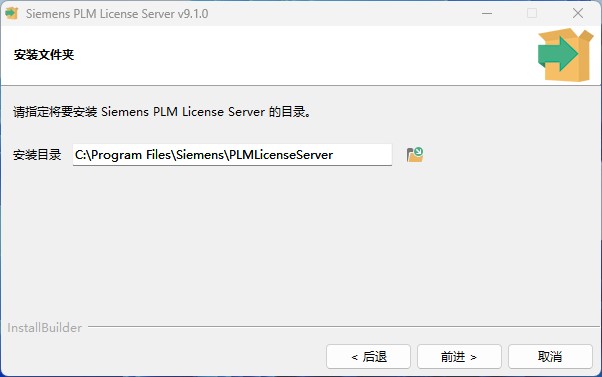 Siemens PLM License Server v9.1.0
安装文件夹
请指定将要安装 Siemens PLM License Server 的目录。
安装目录 C:\Program Files\Siemens\PLMLicenseServer
InstallBuilder
< 后退 前进 > 取消